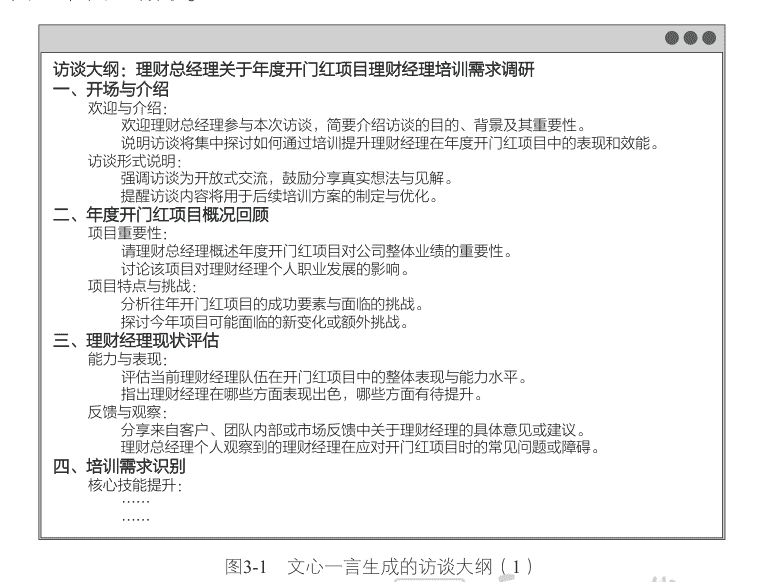 访谈大纲：理财总经理关于年度开门红项目理财经理培训需求调研
一、开场与介绍
欢迎与介绍：
欢迎理财总经理参与本次访谈，简要介绍访谈的目的、背景及其重要性。
说明访谈将集中探讨如何通过培训提升理财经理在年度开门红项目中的表现和效能。
访谈形式说明：
强调访谈为开放式交流，鼓励分享真实想法与见解。
提醒访谈内容将用于后续培训方案的制定与优化。
二、年度开门红项目概况回顾
项目重要性：
请理财总经理概述年度开门红项目对公司整体业绩的重要性。
讨论该项目对理财经理个人职业发展的影响。
项目特点与挑战：
分析往年开门红项目的成功要素与面临的挑战。
探讨今年项目可能面临的新变化或额外挑战。
三、理财经理现状评估
能力与表现：
评估当前理财经理队伍在开门红项目中的整体表现与能力水平。
指出理财经理在哪些方面表现出色，哪些方面有待提升。
反馈与观察：
分享来自客户、团队内部或市场反馈中关于理财经理的具体意见或建议。
理财总经理个人观察到的理财经理在应对开门红项目时的常见问题或障碍。
四、培训需求识别
核心技能提升：
……
……
图3-1 文心一言生成的访谈大纲（1）